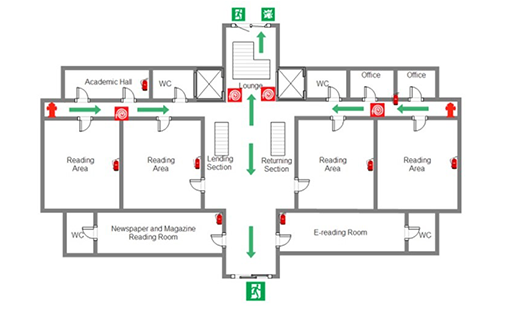 Lounge
Academic Hall
WC
WC
Office
Office
Reading
Area
Reading
Area
Lending
Section
Returning
Section
Reading
Area
Reading
Area
WC
Newspaper and Magazine
Reading Room
E-reading Room
WC